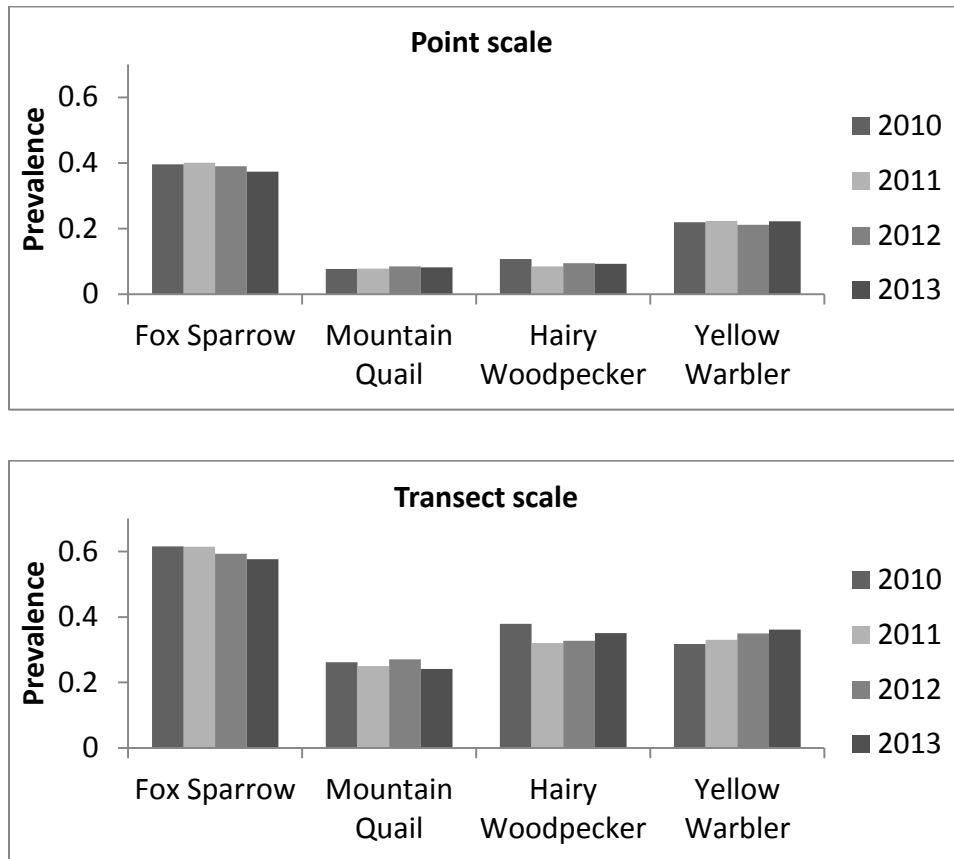 Point scale
Prevalence
0.6
0.4
0.2
0
Fox Sparrow
Mountain
Quail
Hairy
Woodpecker
Yellow
Warbler
2010
2011
2012
2013
Transect scale
Prevalence
0.6
0.4
0.2
0
Fox Sparrow
Mountain
Quail
Hairy
Woodpecker
Yellow
Warbler
2010
2011
2012
2013